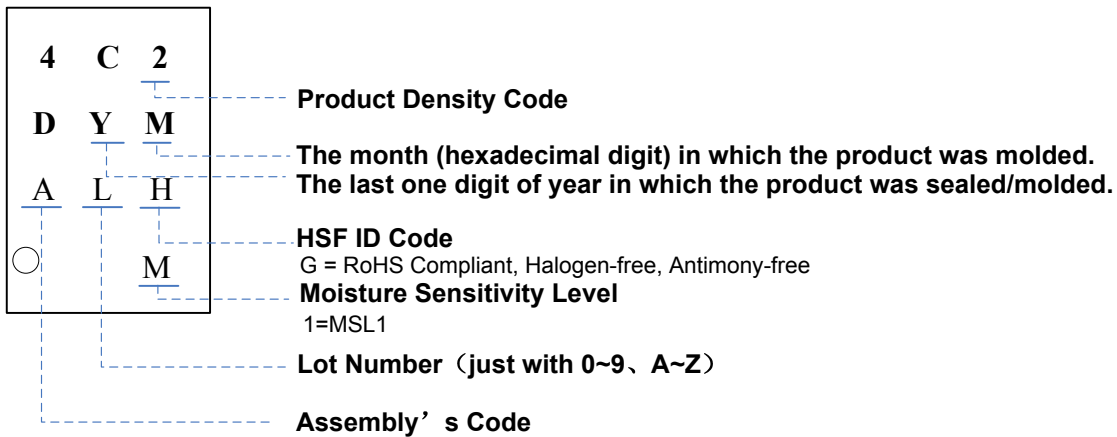 4 C 2
Product Density Code
D Y M
The month (hexadecimal digit) in which the product was molded.
The last one digit of year in which the product was sealed/molded.
A L H
HSF ID Code
G = RoHS Compliant, Halogen-free, Antimony-free
M
Moisture Sensitivity Level
1=MSL1
Lot Number（just with 0~9、A~Z）
Assembly’s Code